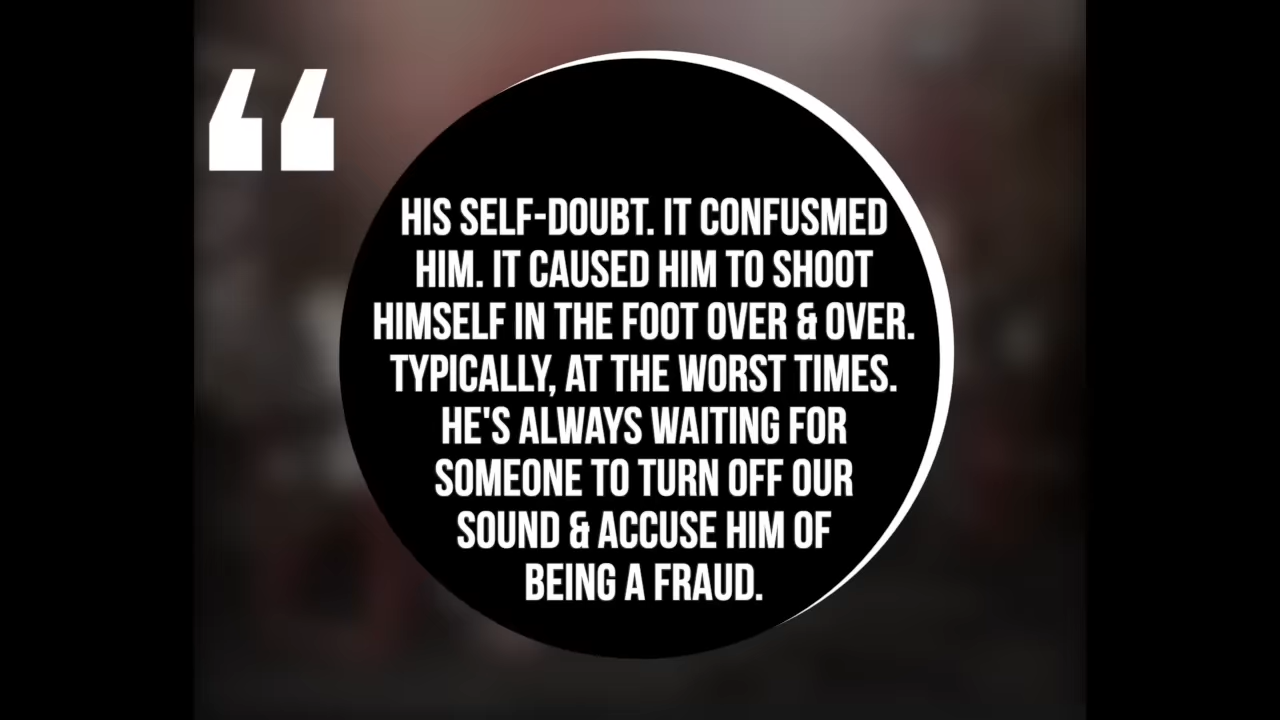 “
HIS SELF-DOUBT. IT CONFUSMED
HIM. IT CAUSED HIM TO SHOOT
HIMSELF IN THE FOOT OVER & OVER.
TYPICALLY, AT THE WORST TIMES.
HE'S ALWAYS WAITING FOR
SOMEONE TO TURN OFF OUR
SOUND & ACCUSE HIM OF
BEING A FRAUD.